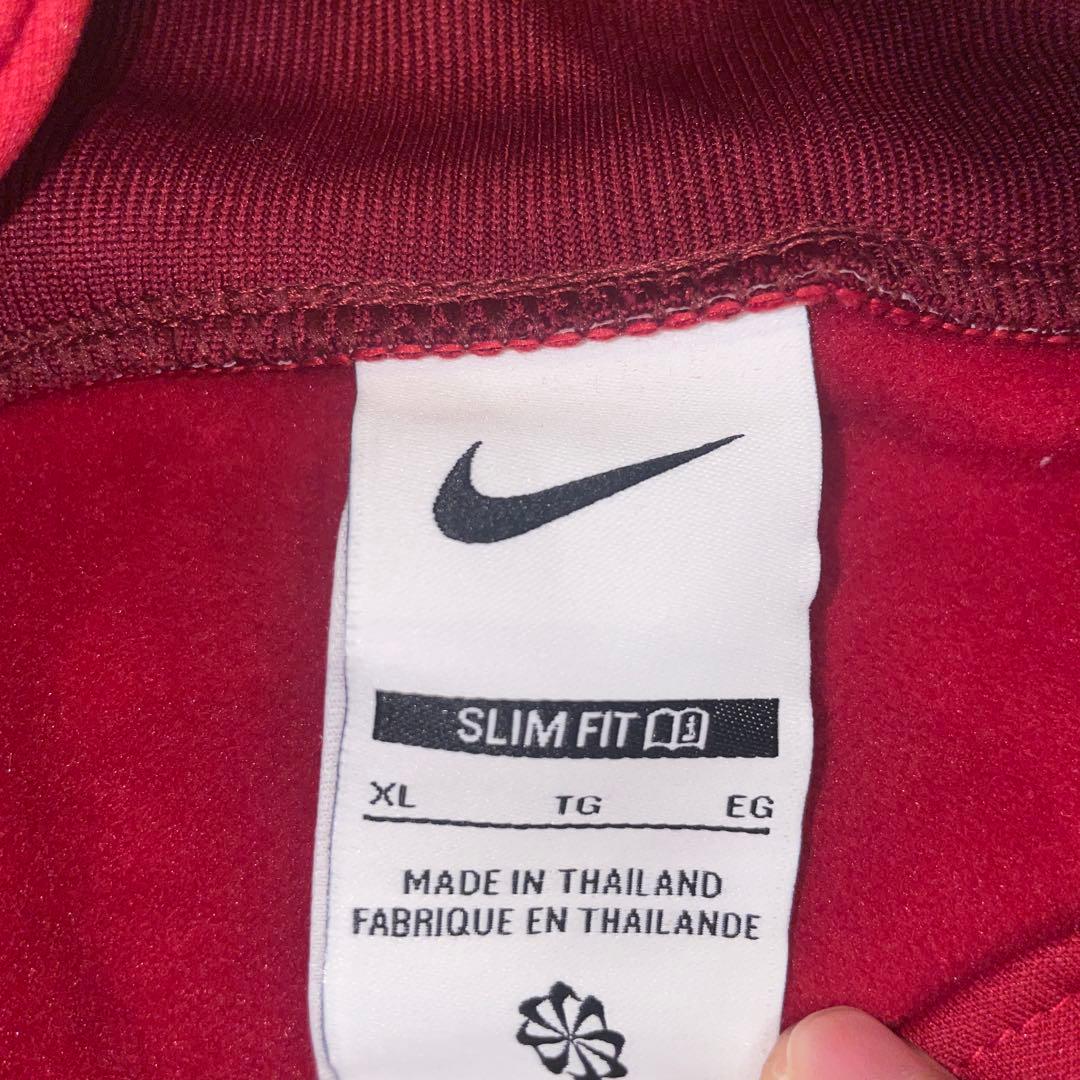 SLIM FIT
XL TG EG
MADE IN THAILAND
FABRIQUE EN THAILANDE